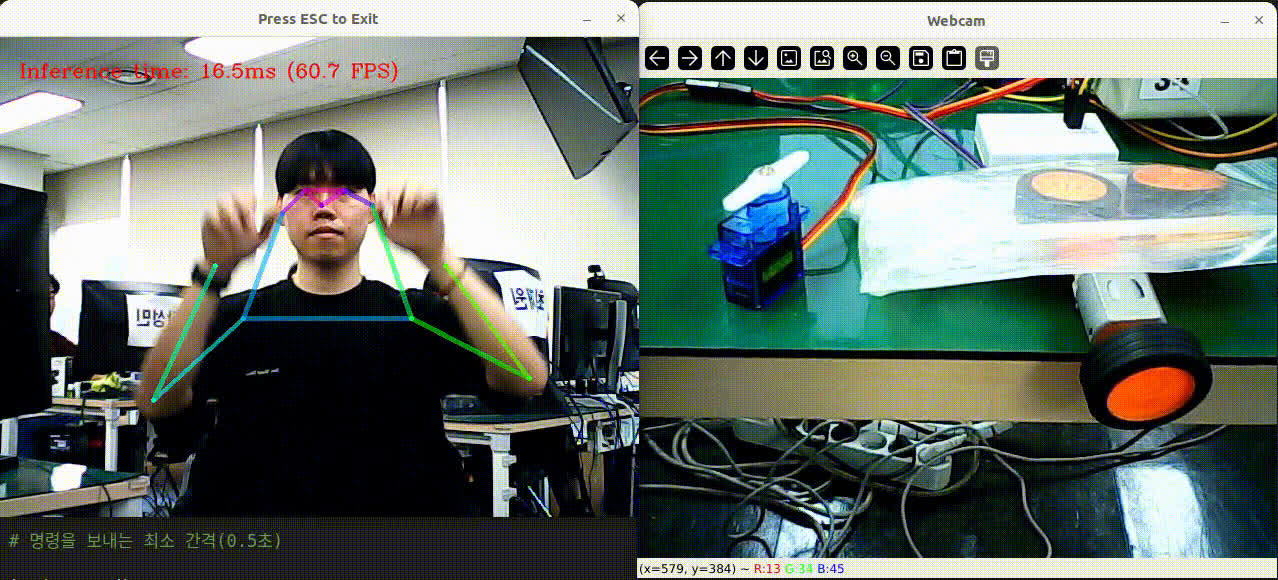 Press ESC to Exit
Webcam
Inference time: 16.5ms (60.7 FPS)
# 명령을 보내는 최소 간격(0.5초)
(x=579, y=384) ~ R:13 G:34 B:45